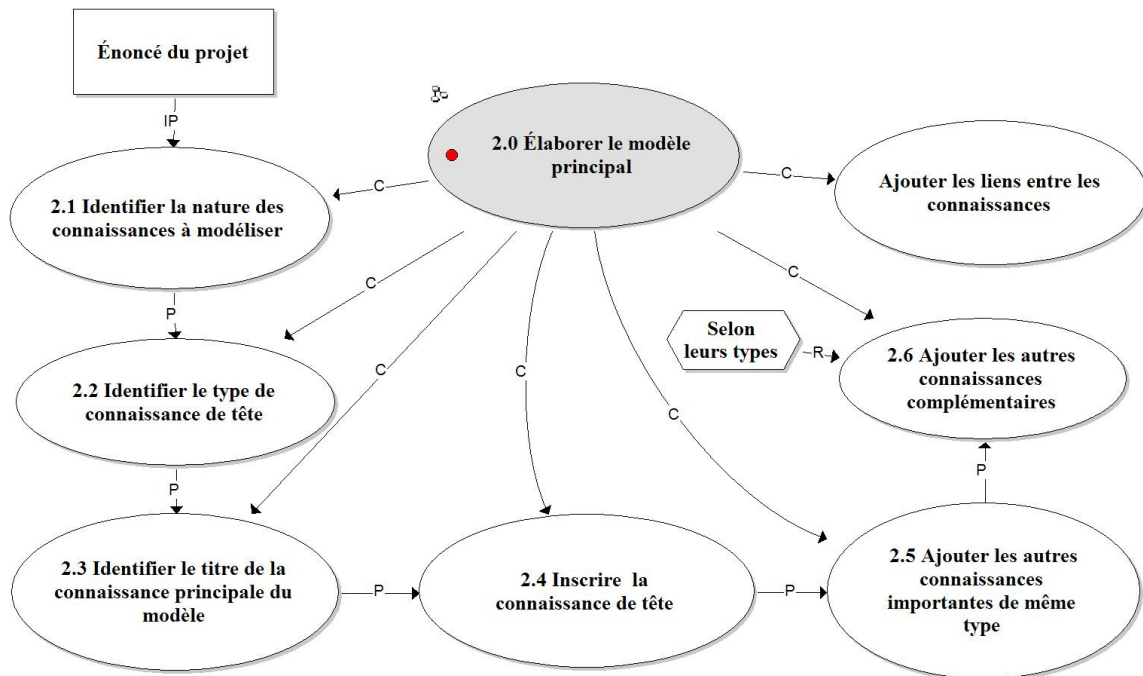 Énoncé du projet
IP
2.0 Élaborer le modèle
principal
C
Ajouter les liens entre les
connaissances
C
2.1 Identifier la nature des
connaissances à modéliser
C
C
P
Selon
leurs types
R
2.6 Ajouter les autres
connaissances
complémentaires
2.2 Identifier le type de
connaissance de tête
C
C
C
P
P
2.3 Identifier le titre de la
connaissance principale du
modèle
P
2.4 Inscrire la
connaissance de tête
P
2.5 Ajouter les autres
connaissances
importantes de même
type